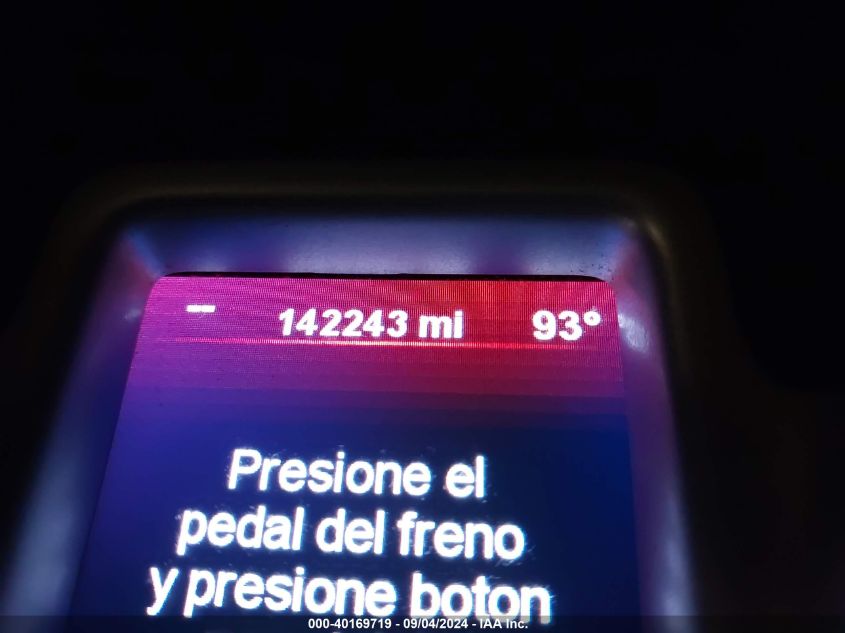 – 142243 mi 93°
Presione el
pedal del freno
y presione boton
000-40169719 - 09/04/2024 - IAA Inc.